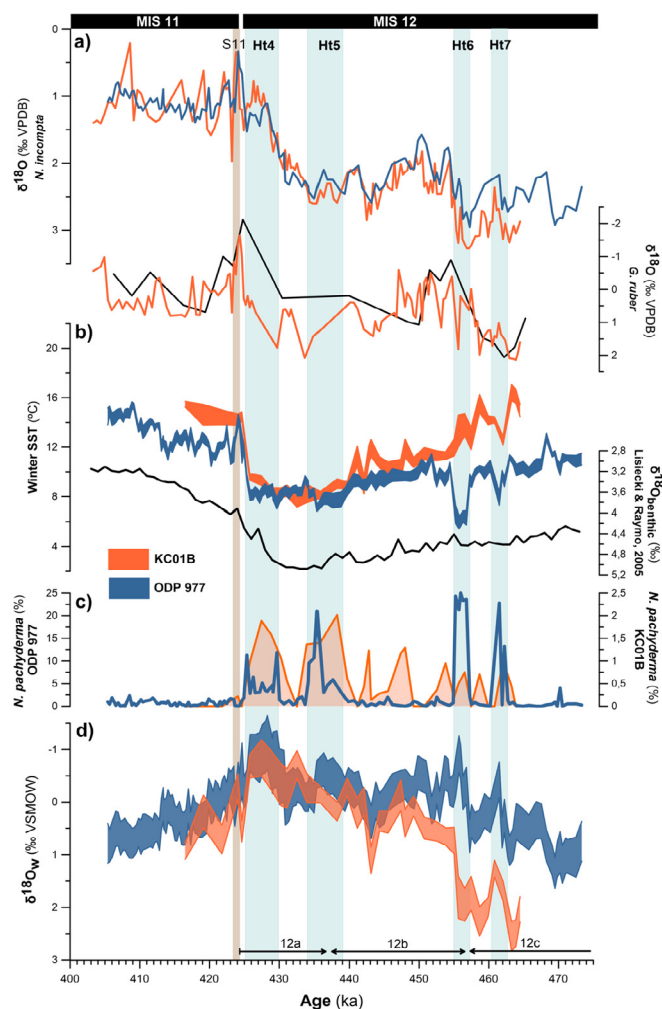 MIS 11 MIS 12
S11 Ht4 Ht5 Ht6 Ht7
a)
0
1
2
3
δ¹⁸O (‰ VPDB)
N. incompta
-2
-1
0
1
2
δ¹⁸O (‰ VPDB)
G. ruber
b)
20
16
12
8
4
Winter SST (ºC)
2,8
3,2
3,6
4
4,4
4,8
5,2
δ¹⁸Obenthic (‰)
Lisiecki & Raymo, 2005
KC01B
ODP 977
c)
25
20
15
10
5
0
N. pachyderma (%)
ODP 977
2,5
2
1,5
1
0,5
0
N. pachyderma (%)
KC01B
d)
-1
0
1
2
3
δ¹⁸Ow (‰ VSMOW)
12a 12b 12c
400 410 420 430 440 450 460 470
Age (ka)